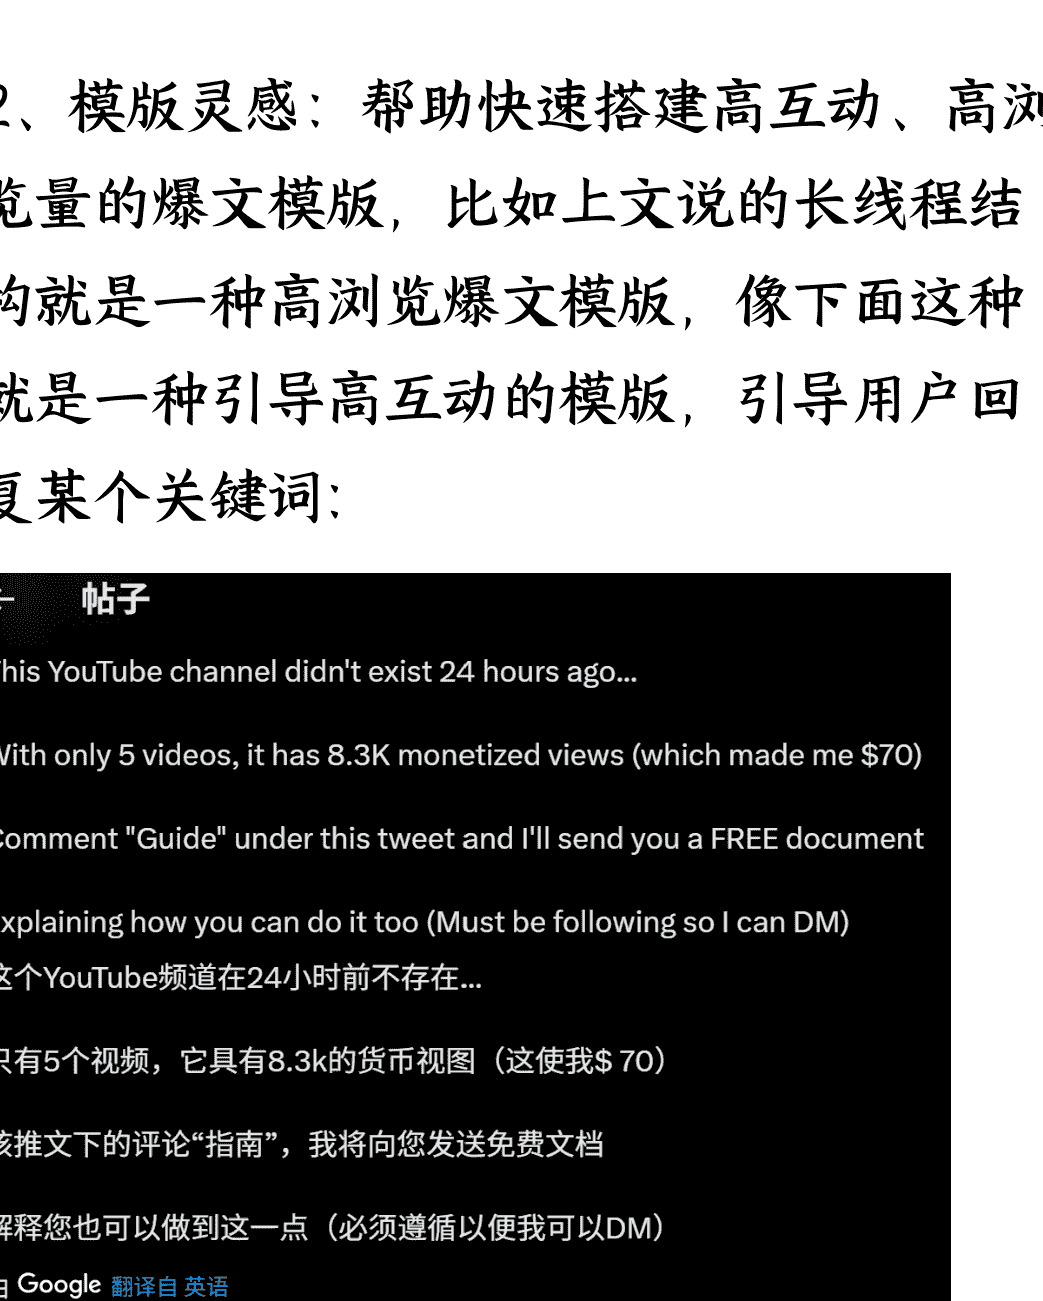 2、模版灵感：帮助快速搭建高互动、高浏
览量的爆文模版，比如上文说的长线程结
构就是一种高浏览爆文模版，像下面这种
就是一种引导高互动的模版，引导用户回
复某个关键词：
帖子
This YouTube channel didn't exist 24 hours ago...
With only 5 videos, it has 8.3K monetized views (which made me $70)
Comment "Guide" under this tweet and I'll send you a FREE document
explaining how you can do it too (Must be following so I can DM)
这个YouTube频道在24小时前不存在...
只有5个视频，它具有8.3k的货币视图（这使我$ 70）
该推文下的评论“指南”，我将向您发送免费文档
解释您也可以做到这一点（必须遵循以便我可以DM）
由 Google 翻译自 英语